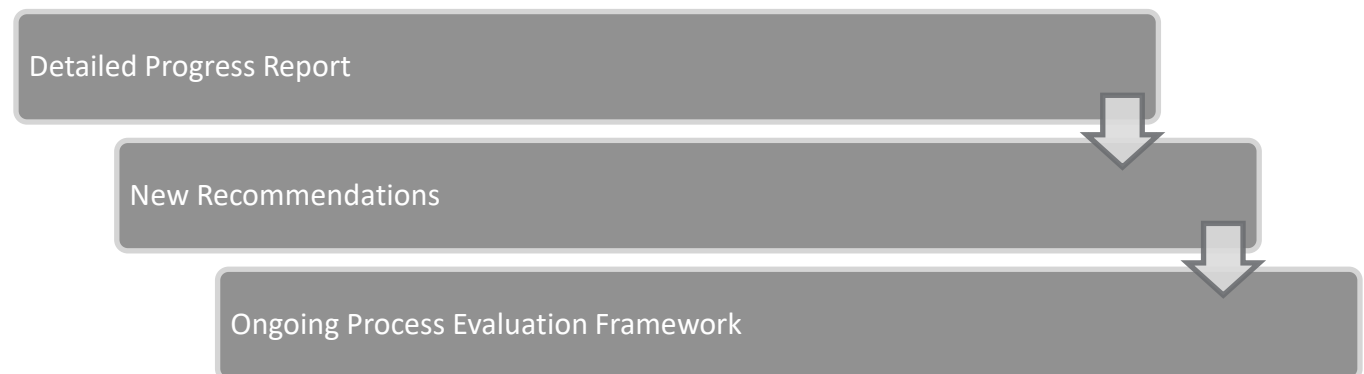 Detailed Progress Report
New Recommendations
Ongoing Process Evaluation Framework